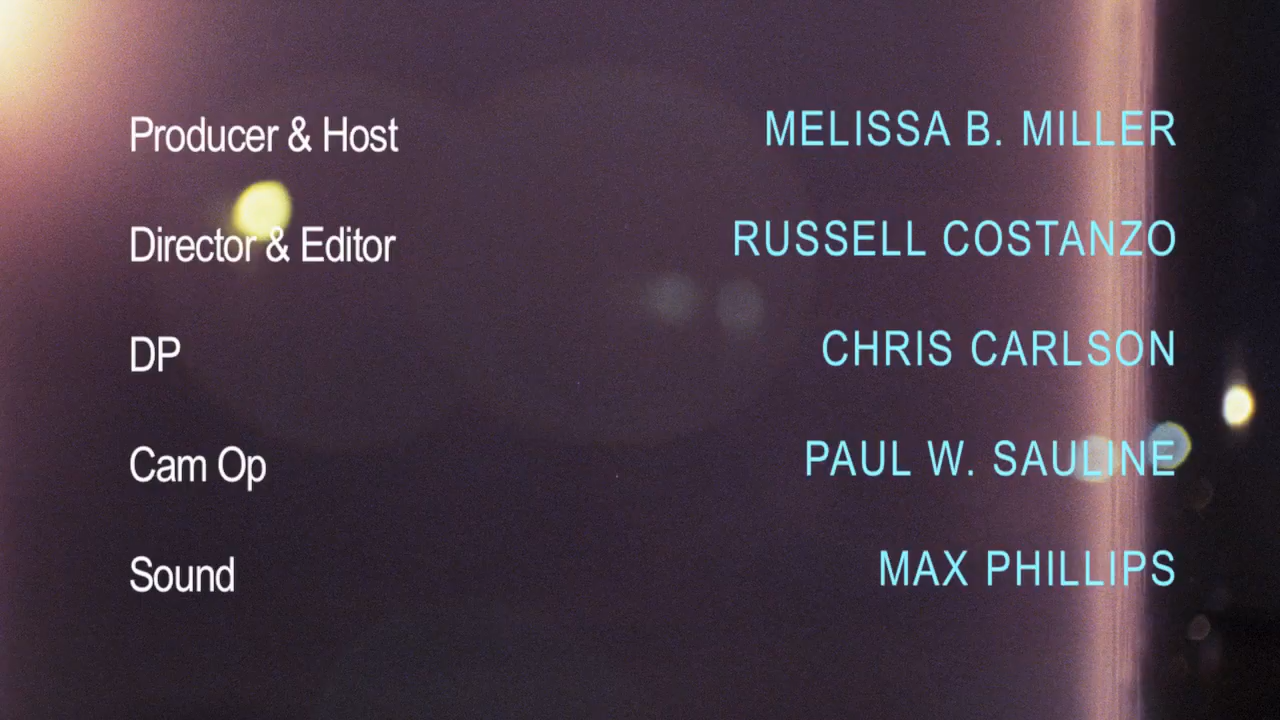 Producer & Host MELISSA B. MILLER
Director & Editor RUSSELL COSTANZO
DP CHRIS CARLSON
Cam Op PAUL W. SAULINE
Sound MAX PHILLIPS